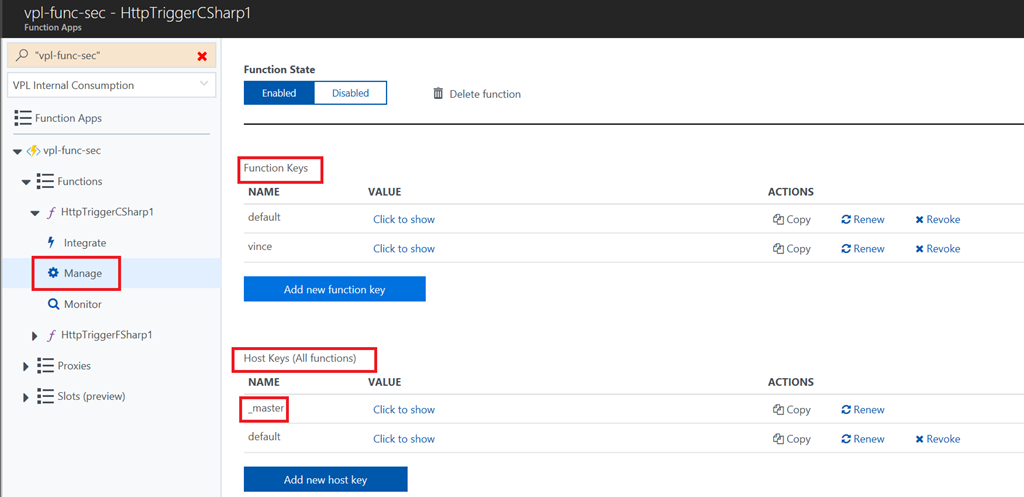 vpl-func-sec - HttpTriggerCSharp1
Function Apps
"vpl-func-sec"
VPL Internal Consumption
Function Apps
vpl-func-sec
Functions
HttpTriggerCSharp1
Integrate
Manage
Monitor
HttpTriggerFSharp1
Proxies
Slots (preview)
Function State
Enabled Disabled Delete function
Function Keys
NAME VALUE ACTIONS
default Click to show Copy Renew Revoke
vince Click to show Copy Renew Revoke
Add new function key
Host Keys (All functions)
NAME VALUE ACTIONS
_master Click to show Copy Renew
default Click to show Copy Renew Revoke
Add new host key